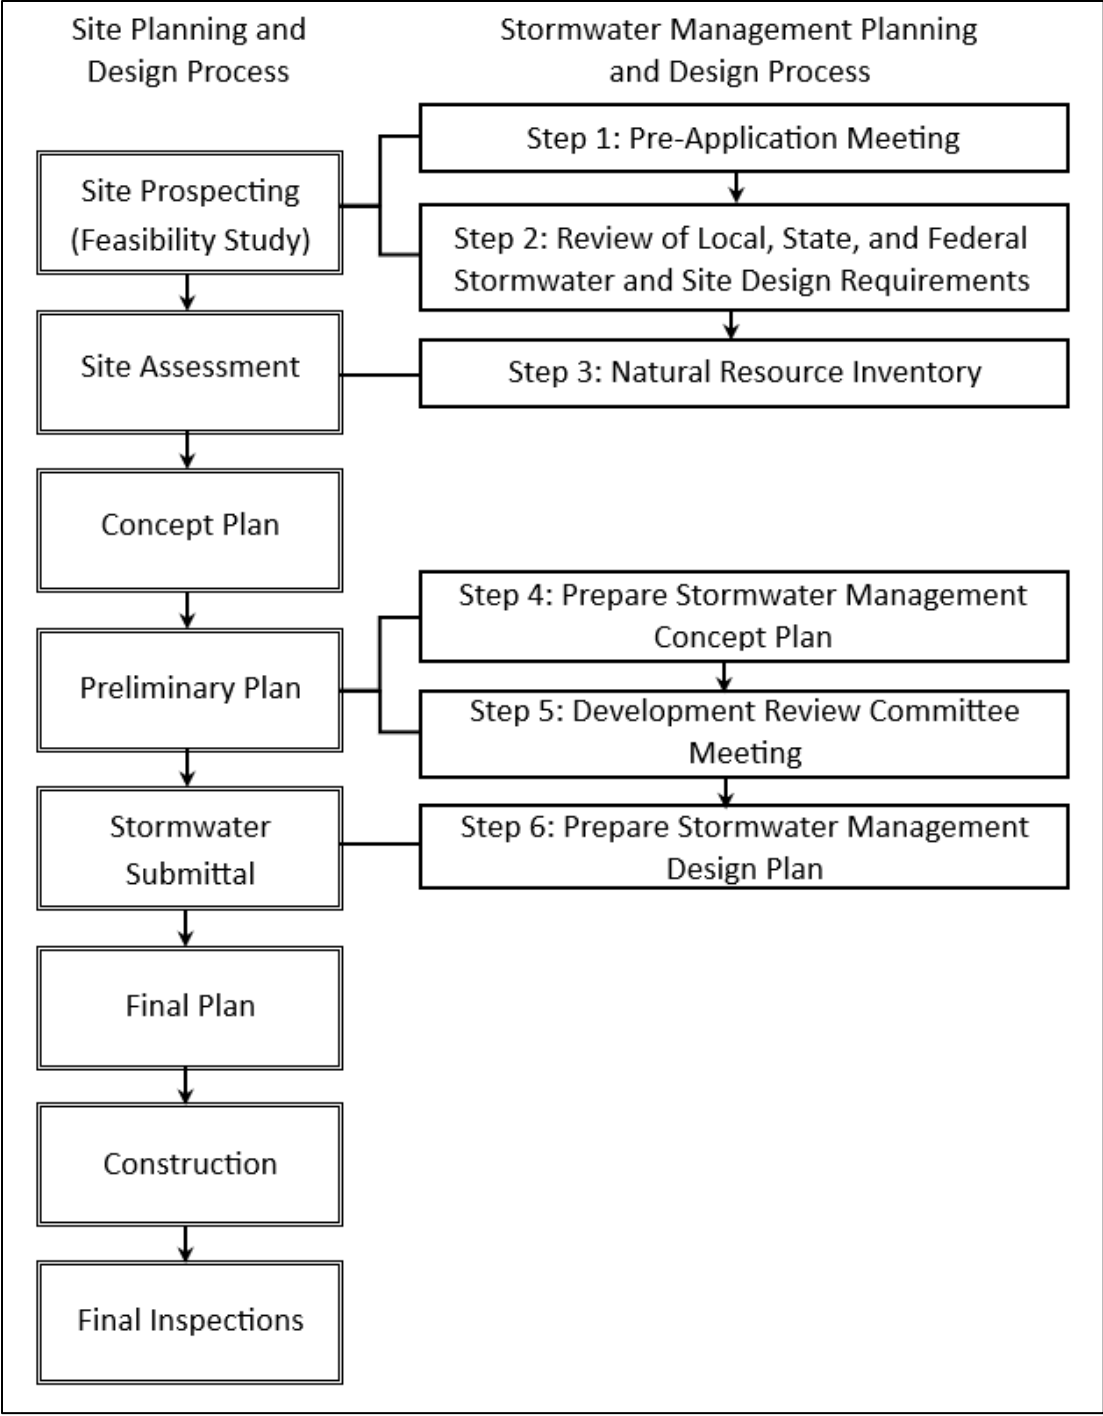 Site Planning and
Design Process
Stormwater Management Planning
and Design Process
Site Prospecting
(Feasibility Study)
Step 1: Pre-Application Meeting
Step 2: Review of Local, State, and Federal
Stormwater and Site Design Requirements
Site Assessment
Step 3: Natural Resource Inventory
Concept Plan
Preliminary Plan
Step 4: Prepare Stormwater Management
Concept Plan
Step 5: Development Review Committee
Meeting
Stormwater
Submittal
Step 6: Prepare Stormwater Management
Design Plan
Final Plan
Construction
Final Inspections